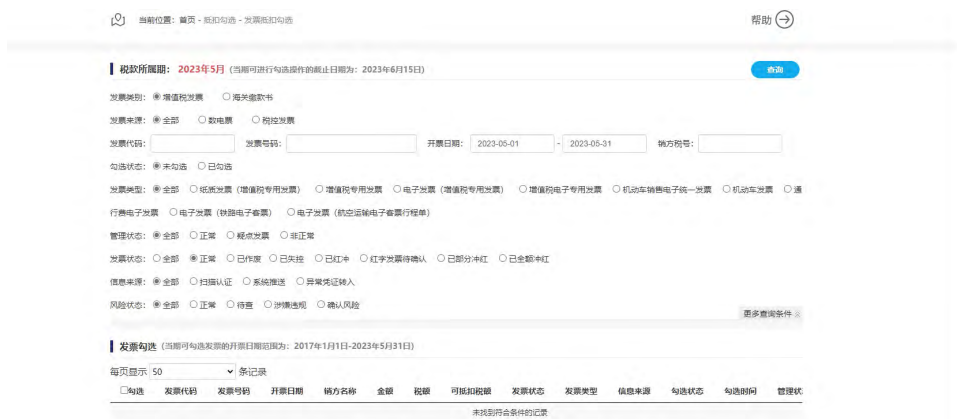 当前位置：首页 - 抵扣勾选 - 发票抵扣勾选
帮助
税款所属期：2023年5月（当期可进行勾选操作的截止日期为：2023年6月15日）
查询
发票类别：增值税发票 海关缴款书
发票来源：全部 数电票 税控发票
发票代码： 发票号码： 开票日期：2023-05-01 - 2023-05-31 销方税号：
勾选状态：未勾选 已勾选
发票类型：全部 纸质发票（增值税专用发票） 增值税专用发票 电子发票（增值税专用发票） 增值税电子专用发票 机动车销售电子统一发票 机动车发票 通
行费电子发票 电子发票（铁路电子客票） 电子发票（航空运输电子客票行程单）
管理状态：全部 正常 疑点发票 非正常
发票状态：全部 正常 已作废 已失控 已红冲 红字发票待确认 已部分冲红 已全额冲红
信息来源：全部 扫描认证 系统推送 异常凭证转入
风险状态：全部 正常 待查 涉嫌违规 确认风险
更多查询条件
发票勾选（当期可勾选发票的开票日期范围为：2017年1月1日-2023年5月31日）
每页显示 50 条记录
勾选 发票代码 发票号码 开票日期 销方名称 金额 税额 可抵扣税额 发票状态 发票类型 信息来源 勾选状态 勾选时间 管理状
未找到符合条件的记录